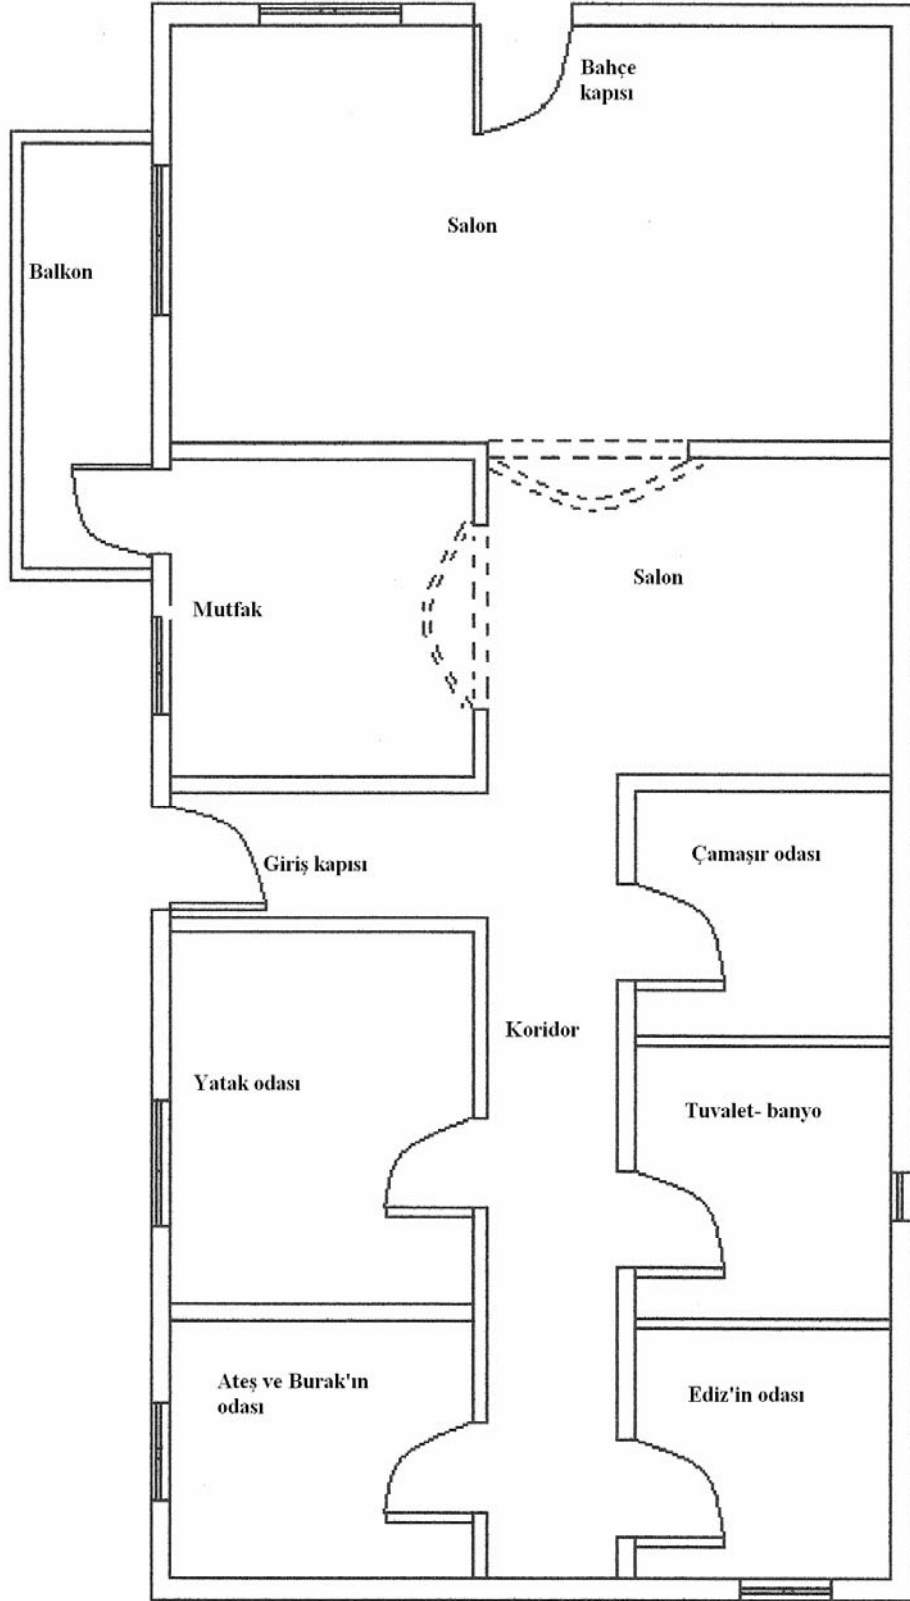 Bahçe
kapısı
Salon
Balkon
Salon
Mutfak
Giriş kapısı
Çamaşır odası
Koridor
Yatak odası
Tuvalet- banyo
Ateş ve Burak'ın
odası
Ediz'in odası